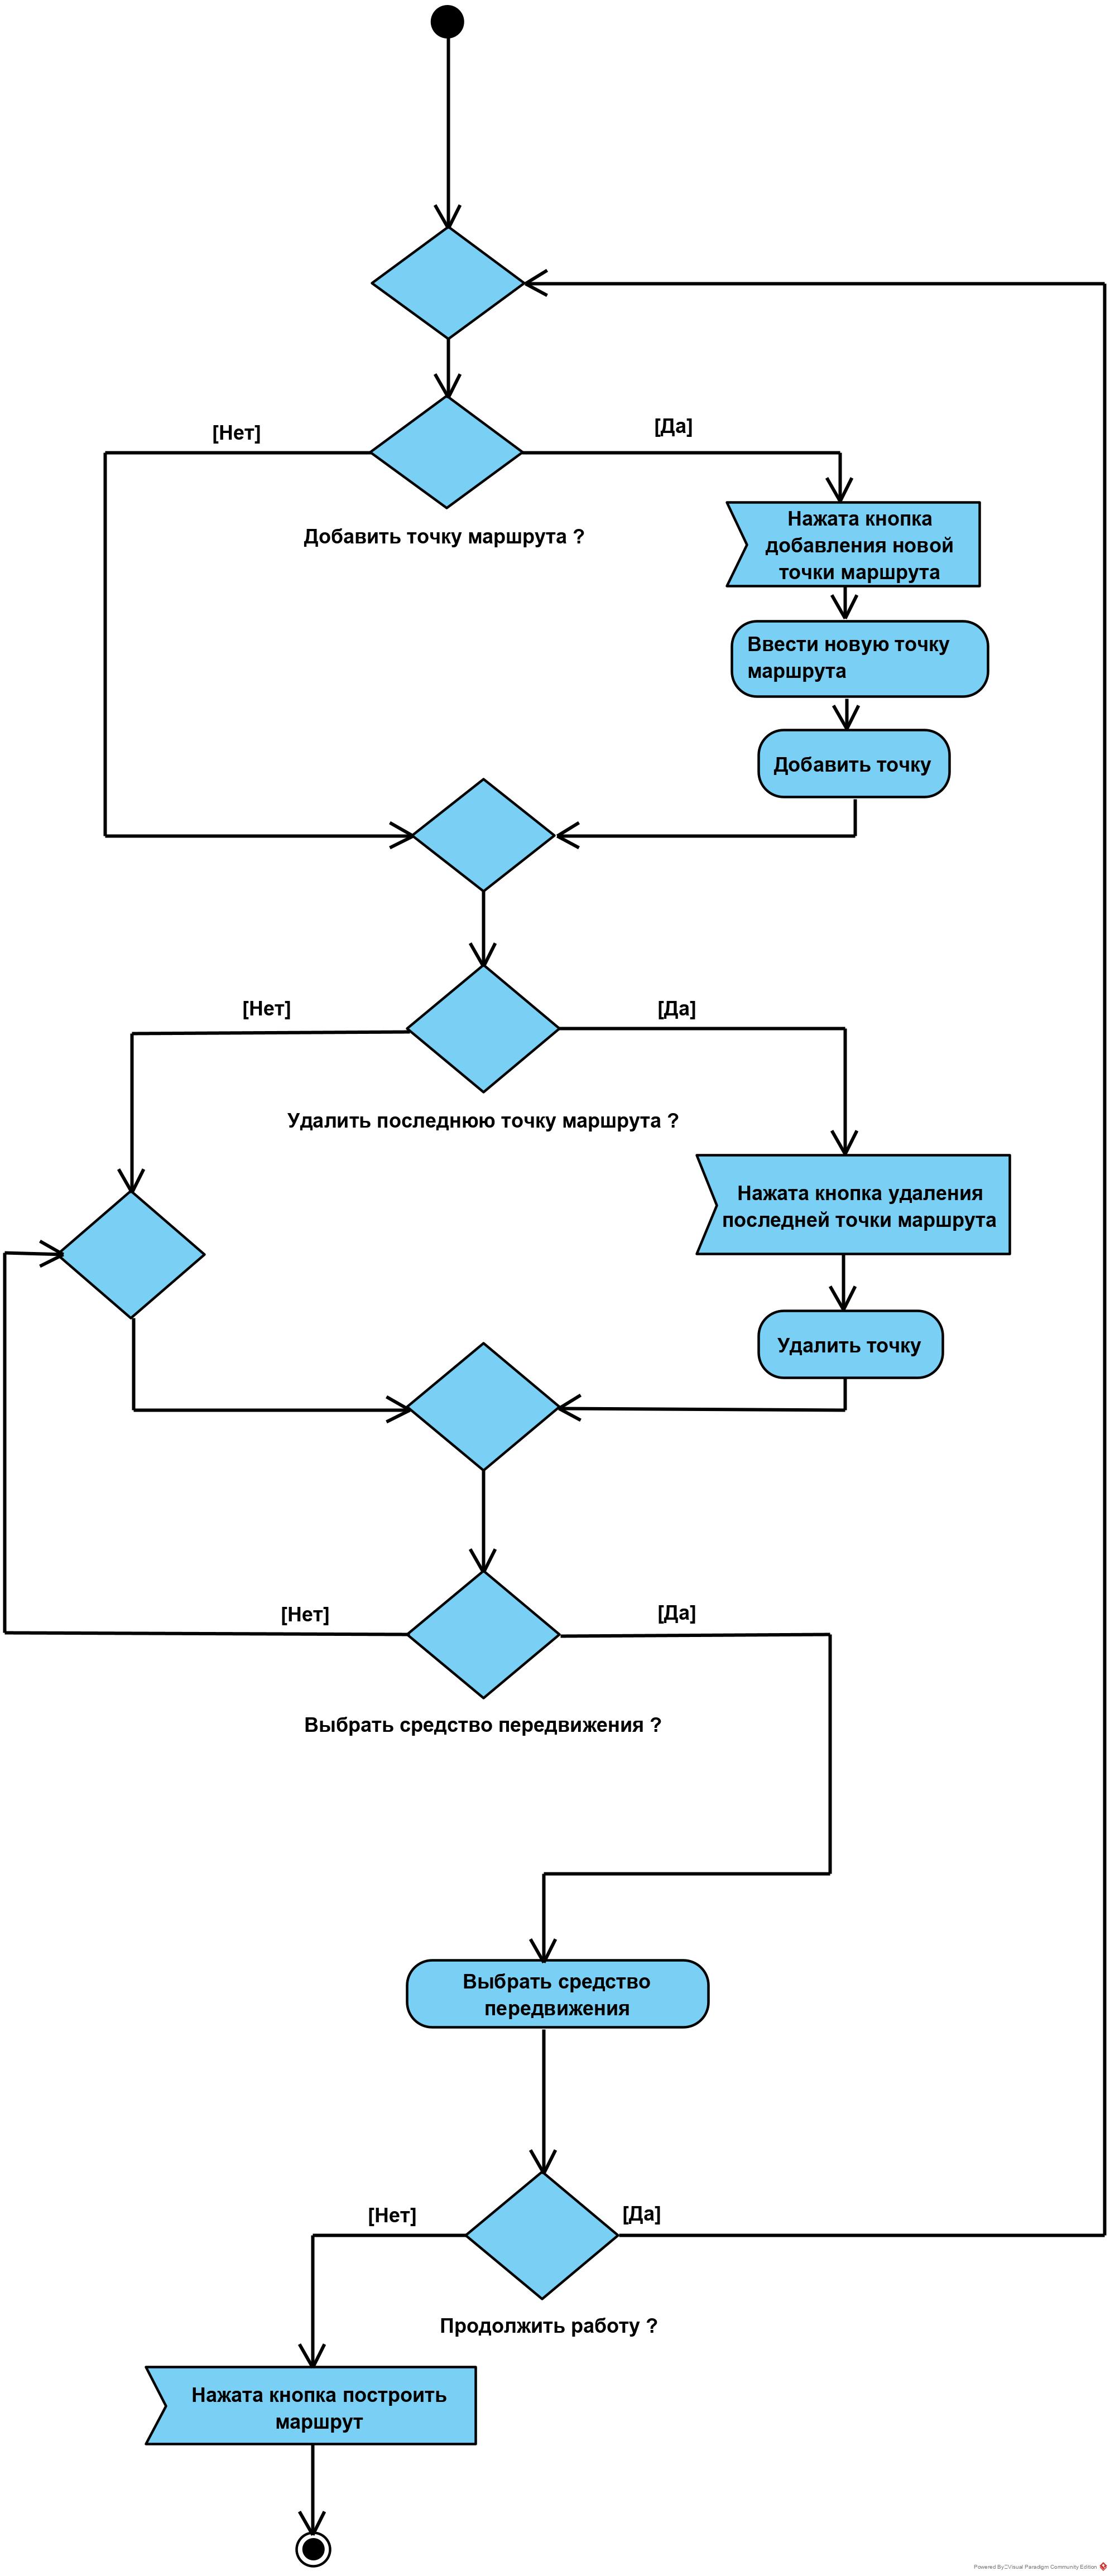 [Нет]
[Да]
Добавить точку маршрута ?
Нажата кнопка
добавления новой
точки маршрута
Ввести новую точку
маршрута
Добавить точку
[Нет]
[Да]
Удалить последнюю точку маршрута ?
Нажата кнопка удаления
последней точки маршрута
Удалить точку
[Нет]
[Да]
Выбрать средство передвижения ?
Выбрать средство
передвижения
[Нет]
[Да]
Продолжить работу ?
Нажата кнопка построить
маршрут
Powered By Visual Paradigm Community Edition